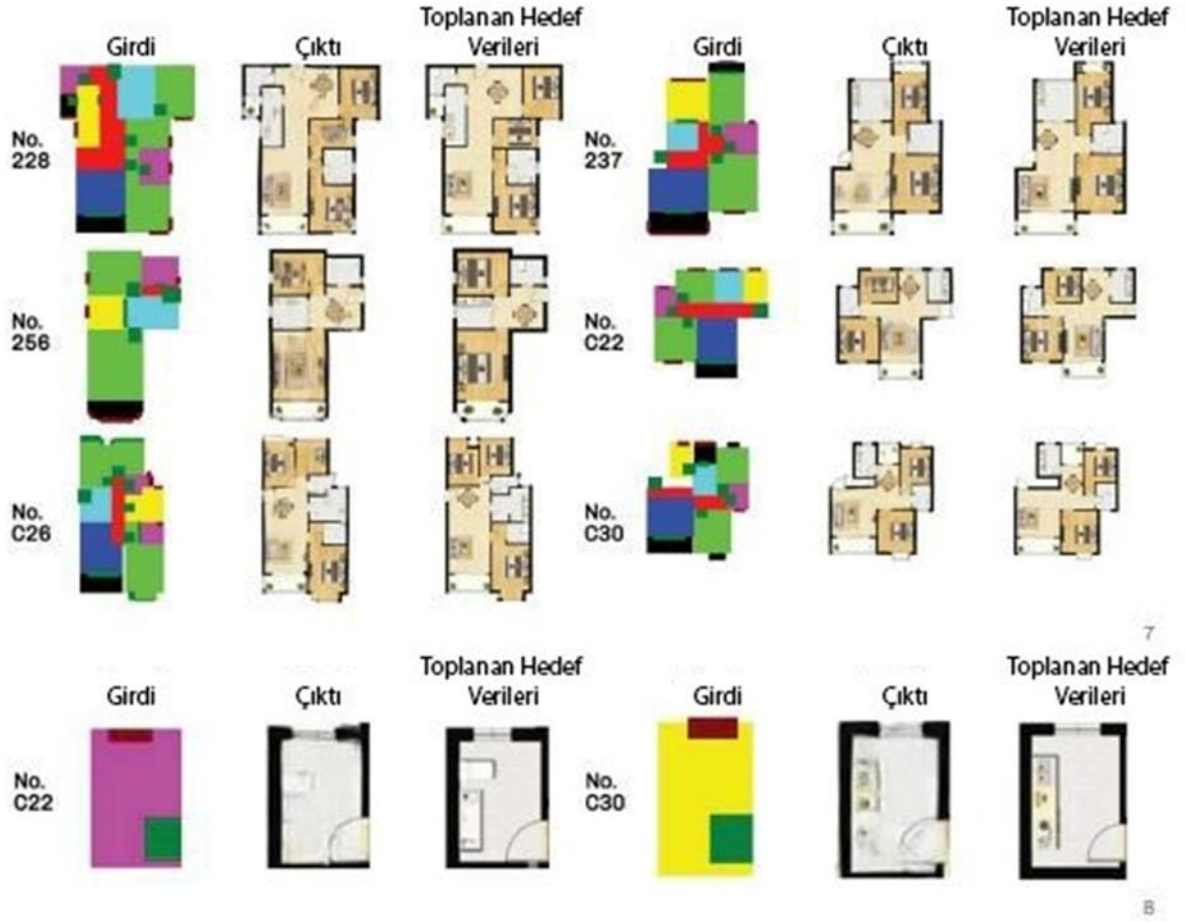 Girdi Çıktı Toplanan Hedef Verileri Girdi Çıktı Toplanan Hedef Verileri
No. 228
No. 237
No. 256
No. C22
No. C26
No. C30
7
Girdi Çıktı Toplanan Hedef Verileri Girdi Çıktı Toplanan Hedef Verileri
No. C22
No. C30
8